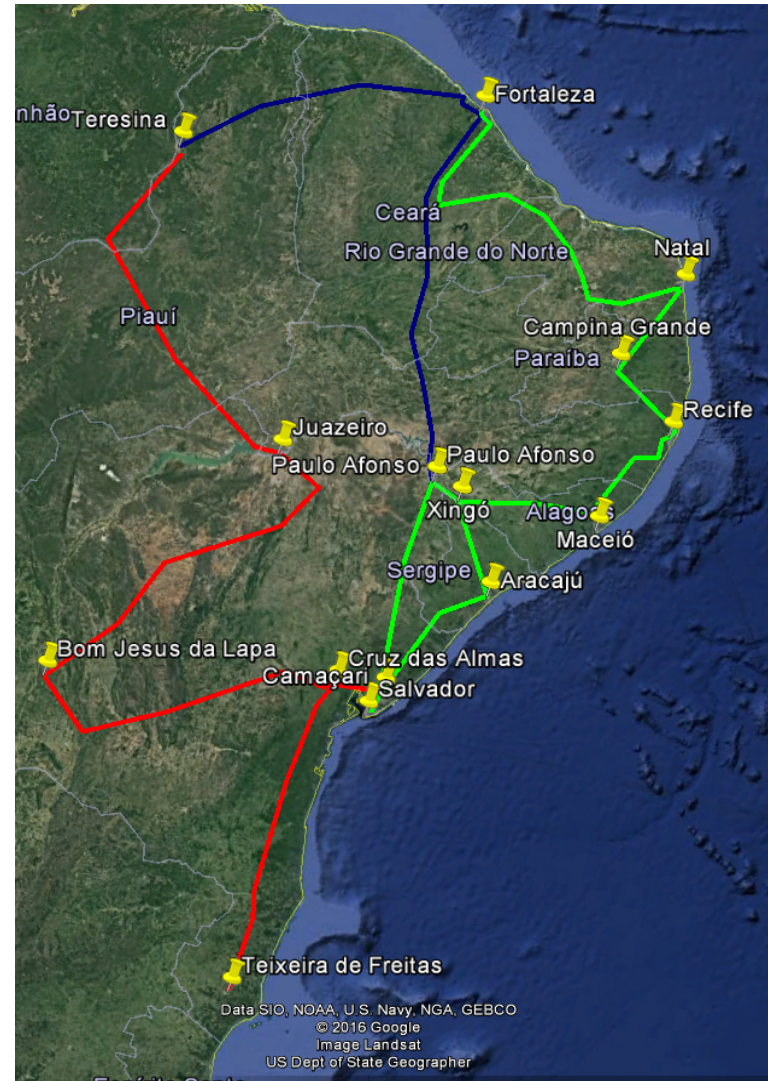 Fortaleza
nhão
Teresina
Ceará
Rio Grande do Norte
Natal
Piauí
Campina Grande
Paraíba
Recife
Juazeiro
Paulo Afonso
Paulo Afonso
Xingó
Alagoas
Maceió
Sergipe
Aracajú
Bom Jesus da Lapa
Cruz das Almas
Camaçari
Salvador
Teixeira de Freitas
Data SIO, NOAA, U.S. Navy, NGA, GEBCO
© 2016 Google
Image Landsat
US Dept of State Geographer